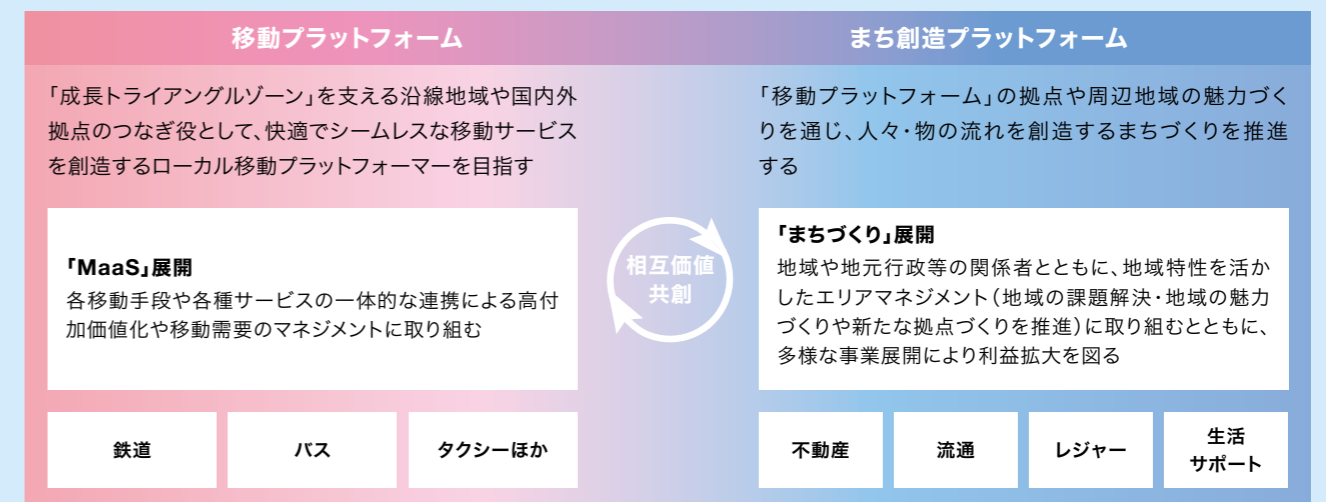 移動プラットフォーム
「成長トライアングルゾーン」を支える沿線地域や国内外
拠点のつなぎ役として、快適でシームレスな移動サービス
を創造するローカル移動プラットフォーマーを目指す
「MaaS」展開
各移動手段や各種サービスの一体的な連携による高付
加価値化や移動需要のマネジメントに取り組む
鉄道
バス
タクシーほか
相互価値
共創
まち創造プラットフォーム
「移動プラットフォーム」の拠点や周辺地域の魅力づく
りを通じ、人々・物の流れを創造するまちづくりを推進
する
「まちづくり」展開
地域や地元行政等の関係者とともに、地域特性を活か
したエリアマネジメント（地域の課題解決・地域の魅力
づくりや新たな拠点づくりを推進）に取り組むとともに、
多様な事業展開により利益拡大を図る
不動産
流通
レジャー
生活
サポート